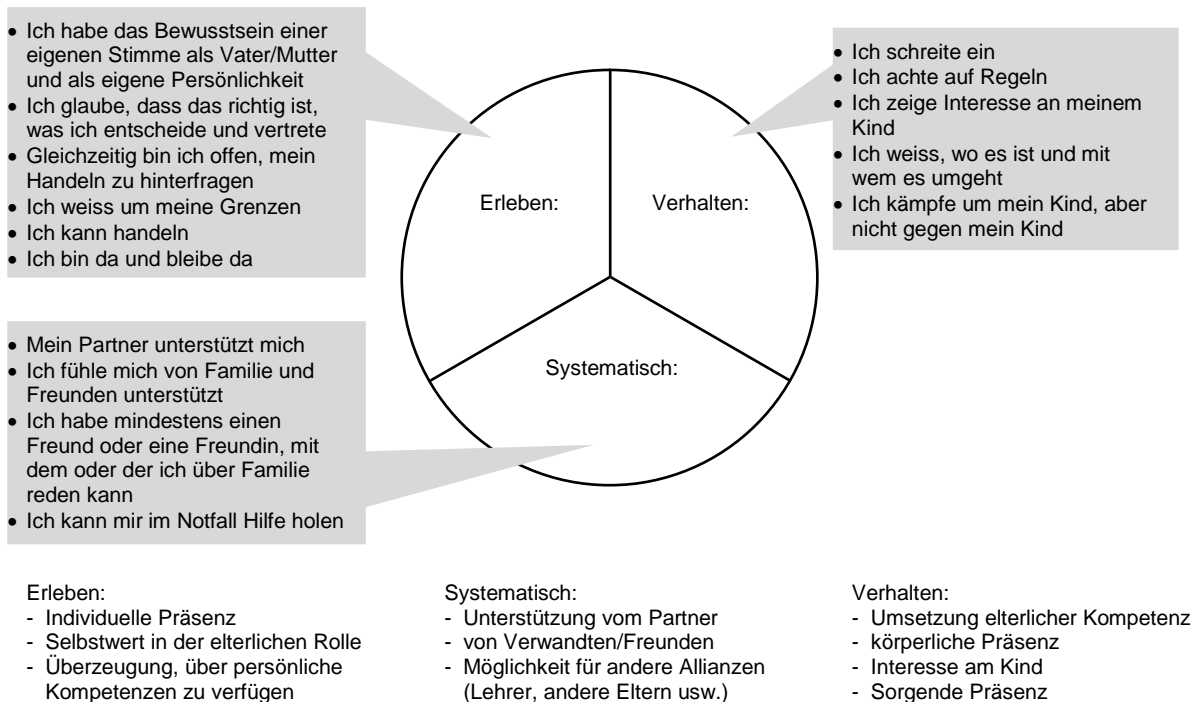 • Ich habe das Bewusstsein einer
eigenen Stimme als Vater/Mutter
und als eigene Persönlichkeit
• Ich glaube, dass das richtig ist,
was ich entscheide und vertrete
• Gleichzeitig bin ich offen, mein
Handeln zu hinterfragen
• Ich weiss um meine Grenzen
• Ich kann handeln
• Ich bin da und bleibe da
• Ich schreite ein
• Ich achte auf Regeln
• Ich zeige Interesse an meinem
Kind
• Ich weiss, wo es ist und mit
wem es umgeht
• Ich kämpfe um mein Kind, aber
nicht gegen mein Kind
Erleben:
Verhalten:
Systematisch:
• Mein Partner unterstützt mich
• Ich fühle mich von Familie und
Freunden unterstützt
• Ich habe mindestens einen
Freund oder eine Freundin, mit
dem oder der ich über Familie
reden kann
• Ich kann mir im Notfall Hilfe holen
Erleben:
- Individuelle Präsenz
- Selbstwert in der elterlichen Rolle
- Überzeugung, über persönliche
Kompetenzen zu verfügen
Systematisch:
- Unterstützung vom Partner
- von Verwandten/Freunden
- Möglichkeit für andere Allianzen
(Lehrer, andere Eltern usw.)
Verhalten:
- Umsetzung elterlicher Kompetenz
- körperliche Präsenz
- Interesse am Kind
- Sorgende Präsenz